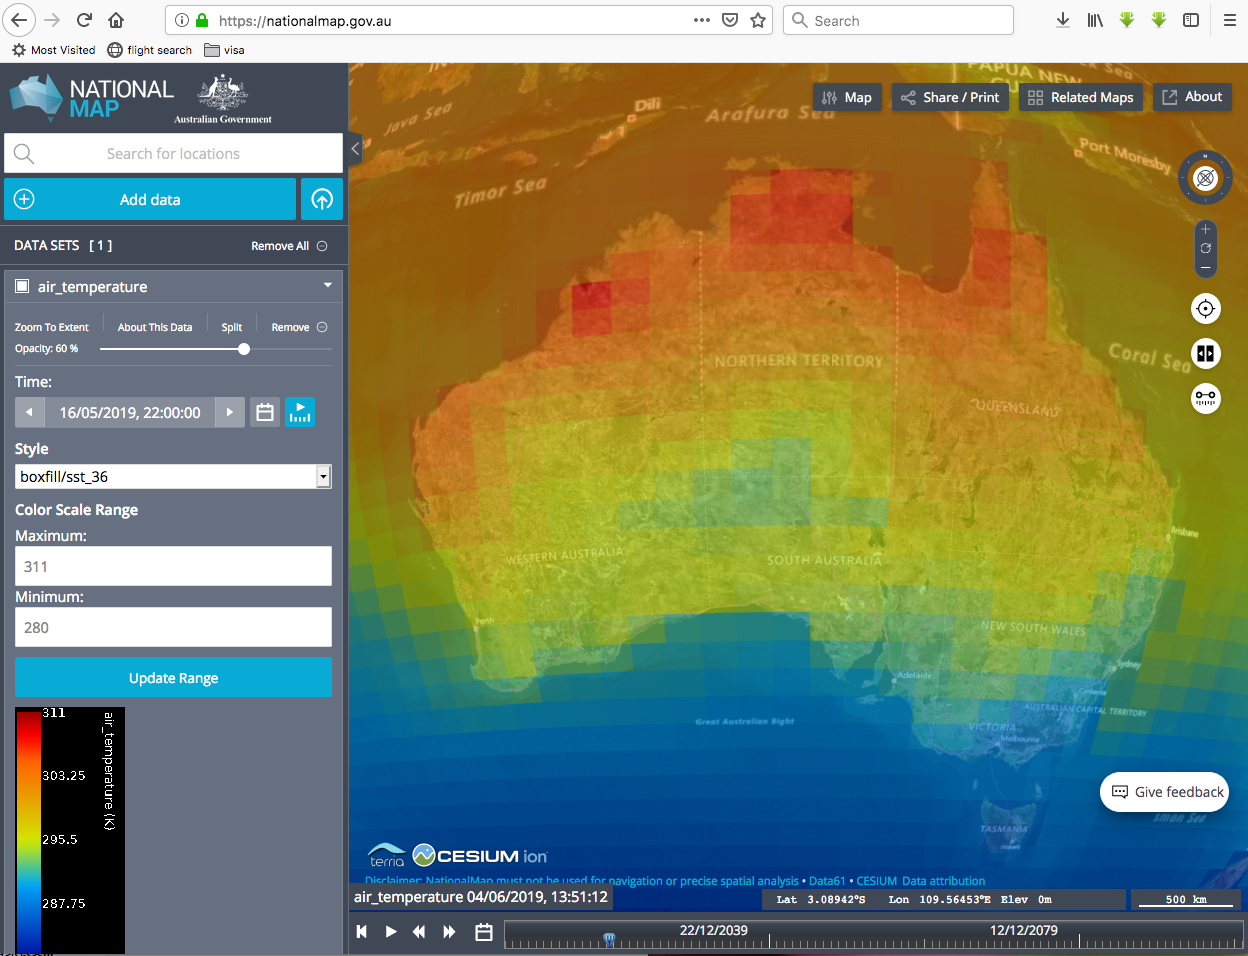 https://nationalmap.gov.au
Search
Most Visited
flight search
visa
NATIONAL
MAP
Australian Government
Search for locations
Add data
DATA SETS [ 1 ]
Remove All
air_temperature
Zoom To Extent
About This Data
Split
Remove
Opacity: 60 %
Time:
16/05/2019, 22:00:00
Style
boxfill/sst_36
Color Scale Range
Maximum:
311
Minimum:
280
Update Range
311
303.25
295.5
287.75
air_temperature (K)
Map
Share / Print
Related Maps
About
PAPUA NEW
Java Sea
Dili
Arafura Sea
Port Moresby
Timor Sea
Coral Sea
NORTHERN TERRITORY
QUEENSLAND
Brisbane
WESTERN AUSTRALIA
SOUTH AUSTRALIA
Perth
NEW SOUTH WALES
Sydney
Adelaide
Canberra
AUSTRALIAN CAPITAL TERRITORY
Great Australian Bight
VICTORIA
Melbourne
TASMANIA
Hobart
Give feedback
terria
CESIUM ion
Disclaimer: NationalMap must not be used for navigation or precise spatial analysis • Data61 • CESIUM Data attribution
air_temperature 04/06/2019, 13:51:12
Lat 3.08942°S Lon 109.56453°E Elev 0m
500 km
22/12/2039
12/12/2079